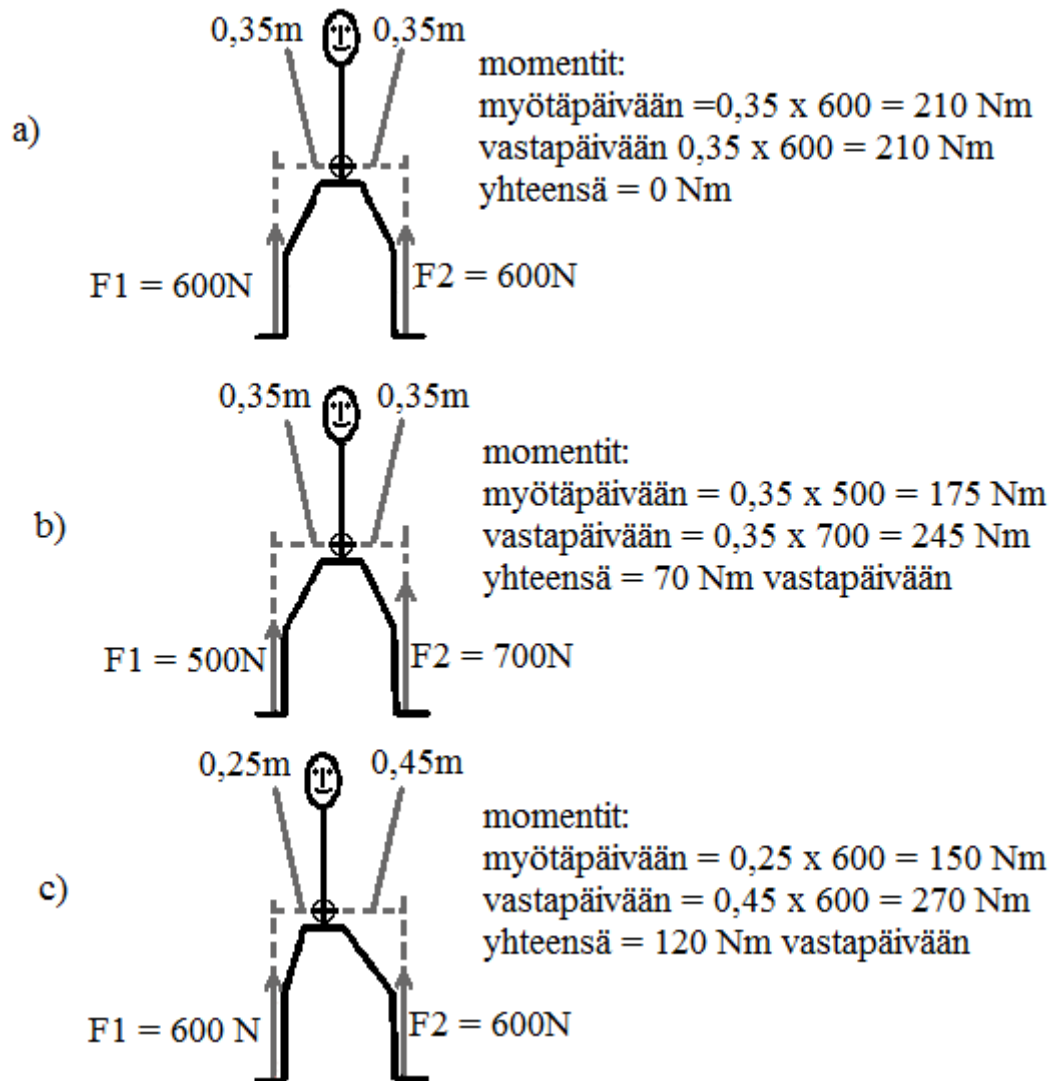 0,35m 0,35m
momentit:
myötäpäivään =0,35 x 600 = 210 Nm
a)
vastapäivään 0,35 x 600 = 210 Nm
yhteensä = 0 Nm
F1 = 600N F2 = 600N
0,35m 0,35m
momentit:
myötäpäivään = 0,35 x 500 = 175 Nm
b)
vastapäivään = 0,35 x 700 = 245 Nm
yhteensä = 70 Nm vastapäivään
F1 = 500N F2 = 700N
0,25m 0,45m
momentit:
myötäpäivään = 0,25 x 600 = 150 Nm
c)
vastapäivään = 0,45 x 600 = 270 Nm
yhteensä = 120 Nm vastapäivään
F1 = 600 N F2 = 600N